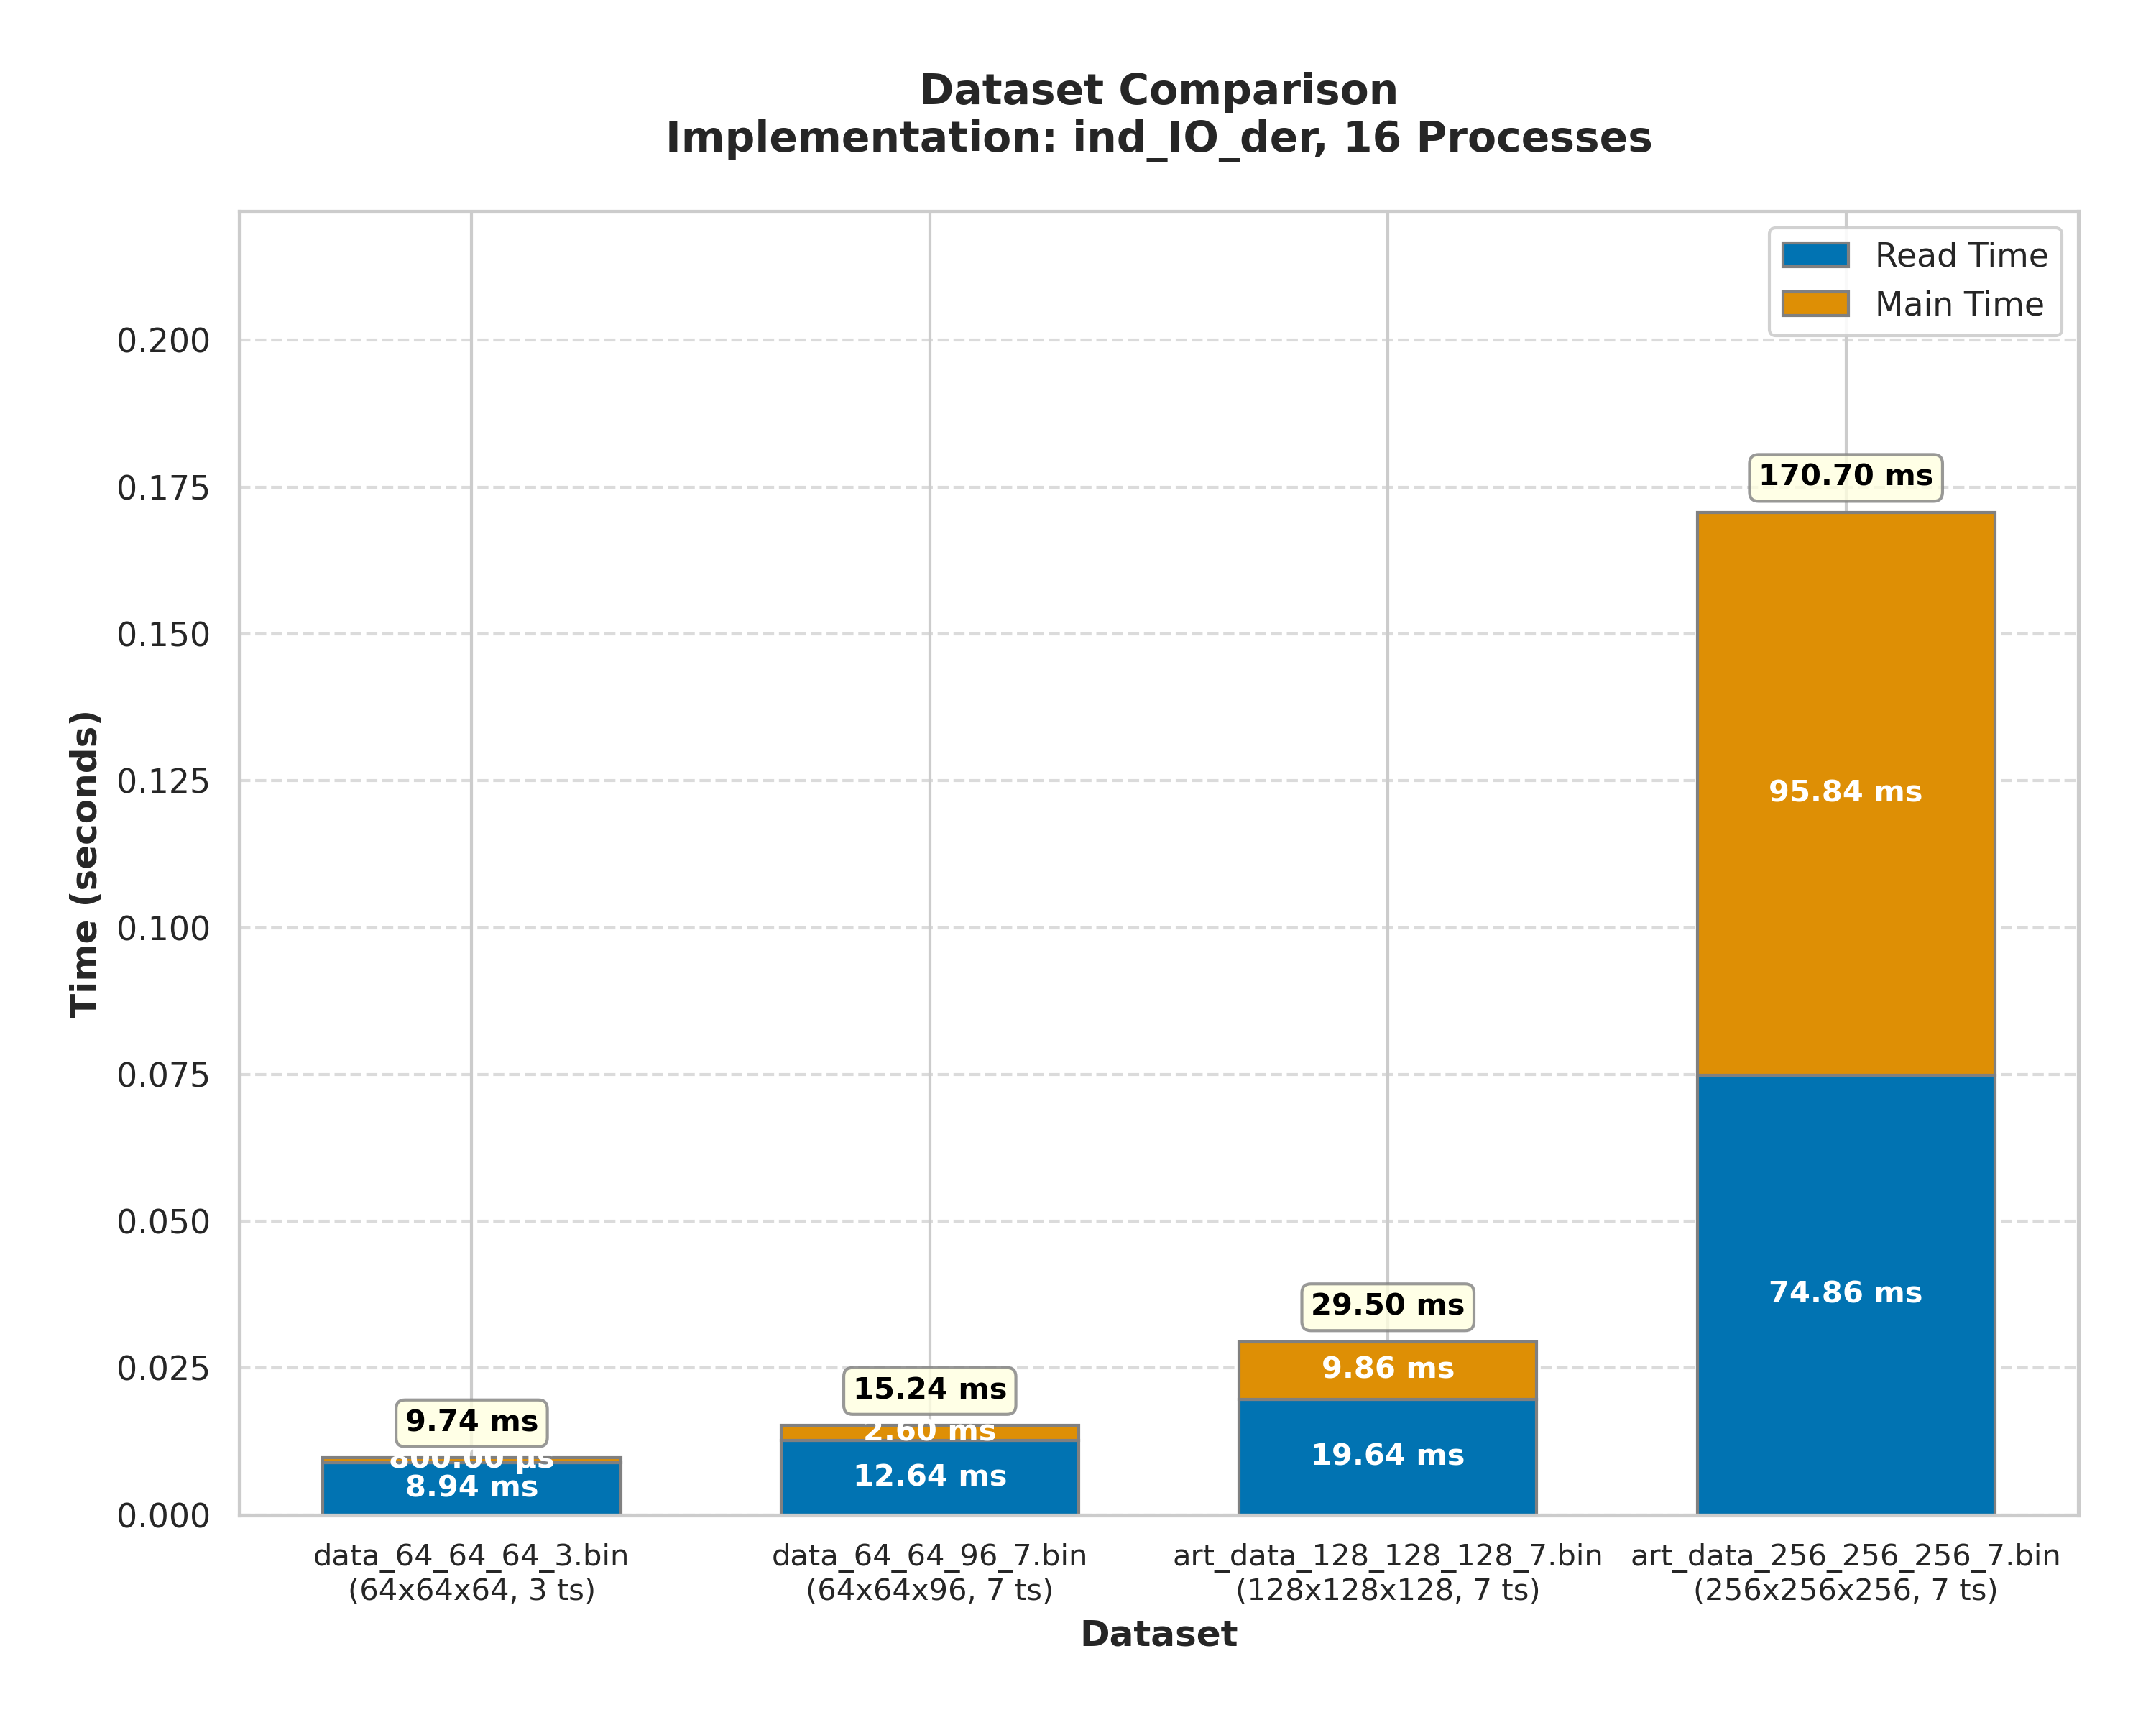 Dataset Comparison
Implementation: ind_IO_der, 16 Processes
Read Time
Main Time
Time (seconds)
0.200
0.175
0.150
0.125
0.100
0.075
0.050
0.025
0.000
9.74 ms
800.00 µs
8.94 ms
15.24 ms
2.60 ms
12.64 ms
29.50 ms
9.86 ms
19.64 ms
170.70 ms
95.84 ms
74.86 ms
data_64_64_64_3.bin
(64x64x64, 3 ts)
data_64_64_96_7.bin
(64x64x96, 7 ts)
art_data_128_128_128_7.bin
(128x128x128, 7 ts)
art_data_256_256_256_7.bin
(256x256x256, 7 ts)
Dataset